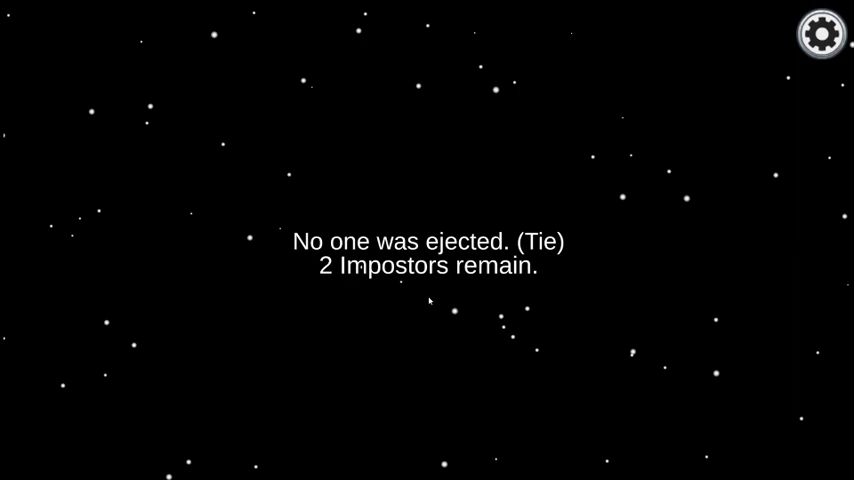 No one was ejected. (Tie)
2 Impostors remain.